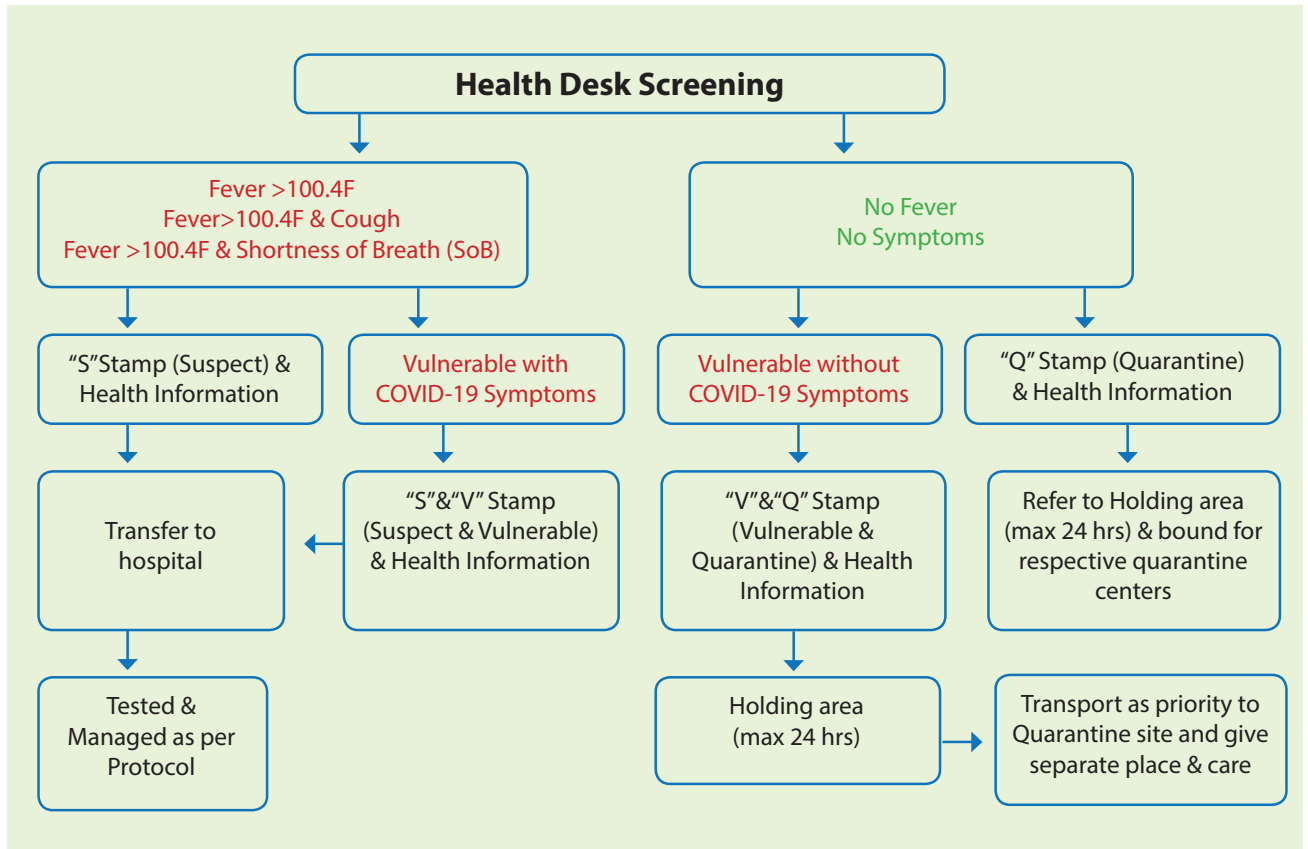 Health Desk Screening
Fever >100.4F
Fever>100.4F & Cough
Fever >100.4F & Shortness of Breath (SoB)
No Fever
No Symptoms
“S”Stamp (Suspect) &
Health Information
Vulnerable with
COVID-19 Symptoms
Vulnerable without
COVID-19 Symptoms
“Q” Stamp (Quarantine)
& Health Information
Transfer to
hospital
“S”&“V” Stamp
(Suspect & Vulnerable)
& Health Information
“V”&“Q” Stamp
(Vulnerable &
Quarantine) & Health
Information
Refer to Holding area
(max 24 hrs) & bound for
respective quarantine
centers
Tested &
Managed as per
Protocol
Holding area
(max 24 hrs)
Transport as priority to
Quarantine site and give
separate place & care